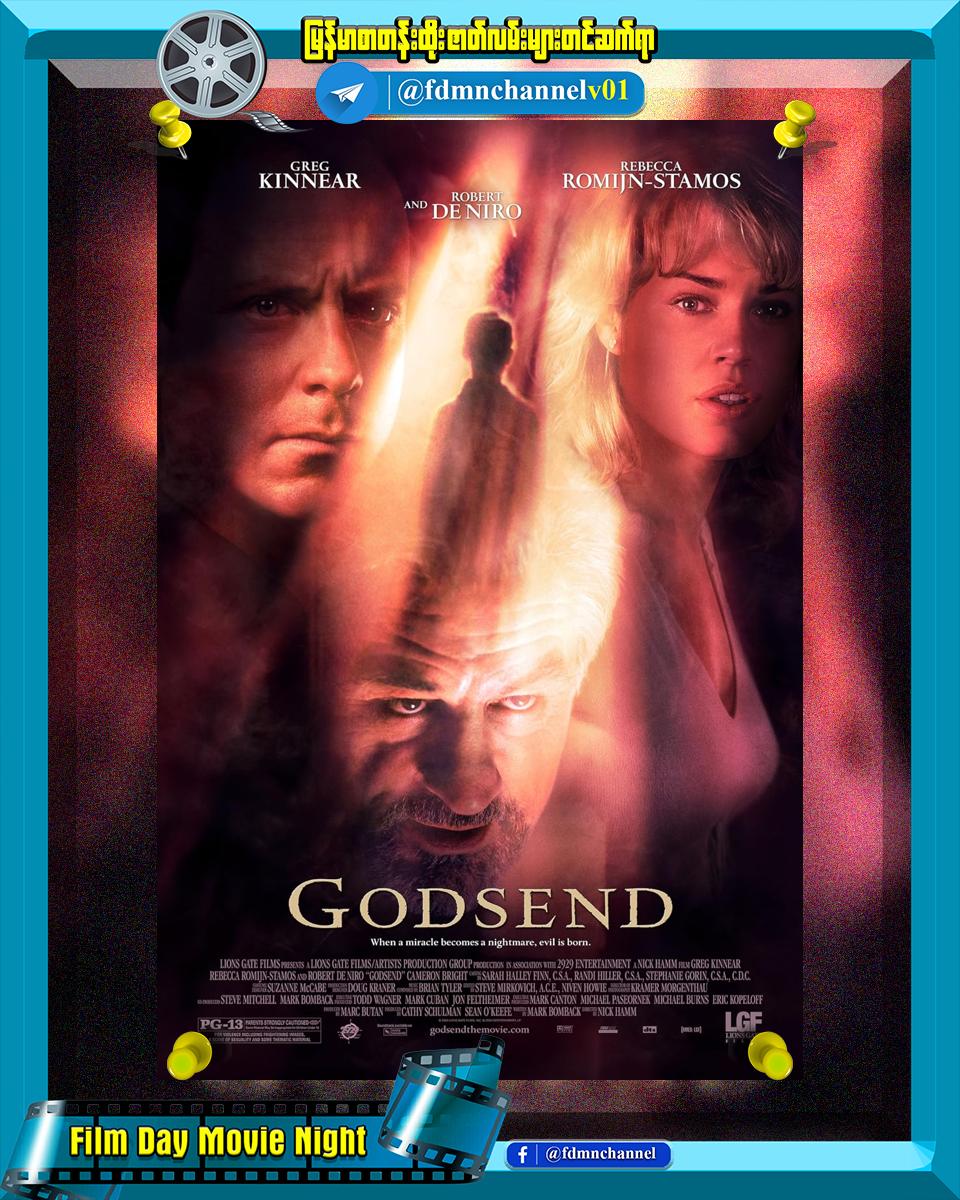 မြန်မာစာတန်းထိုးဇာတ်လမ်းများတင်ဆက်ရာ
@fdmnchannelv01
GREG
KINNEAR
REBECCA
ROMIJN-STAMOS
AND ROBERT
DE NIRO
GODSEND
When a miracle becomes a nightmare, evil is born.
LIONS GATE FILMS PRESENTS A LIONS GATE FILMS/ARTISTS PRODUCTION GROUP PRODUCTION IN ASSOCIATION WITH 2929 ENTERTAINMENT A NICK HAMM FILM GREG KINNEAR
REBECCA ROMIJN-STAMOS AND ROBERT DE NIRO "GODSEND" CAMERON BRIGHT SARAH HALLEY FINN, C.S.A., RANDI HILLER, C.S.A., STEPHANIE GORIN, C.S.A., C.D.C.
SUZANNE McCABE DOUG KRANER BRIAN TYLER STEVE MIRKOVICH, A.C.E., NIVEN HOWIE KRAMER MORGENTHAU
STEVE MITCHELL MARK BOMBACK TODD WAGNER MARK CUBAN JON FELTHEIMER MARK CANTON MICHAEL PASEORNEK MICHAEL BURNS ERIC KOPELOFF
MARC BUTAN CATHY SCHULMAN SEAN O'KEEFE MARK BOMBACK NICK HAMM
PG-13 PARENTS STRONGLY CAUTIONED
godsendthemovie.com
dts
LGF
Film Day Movie Night
@fdmnchannel